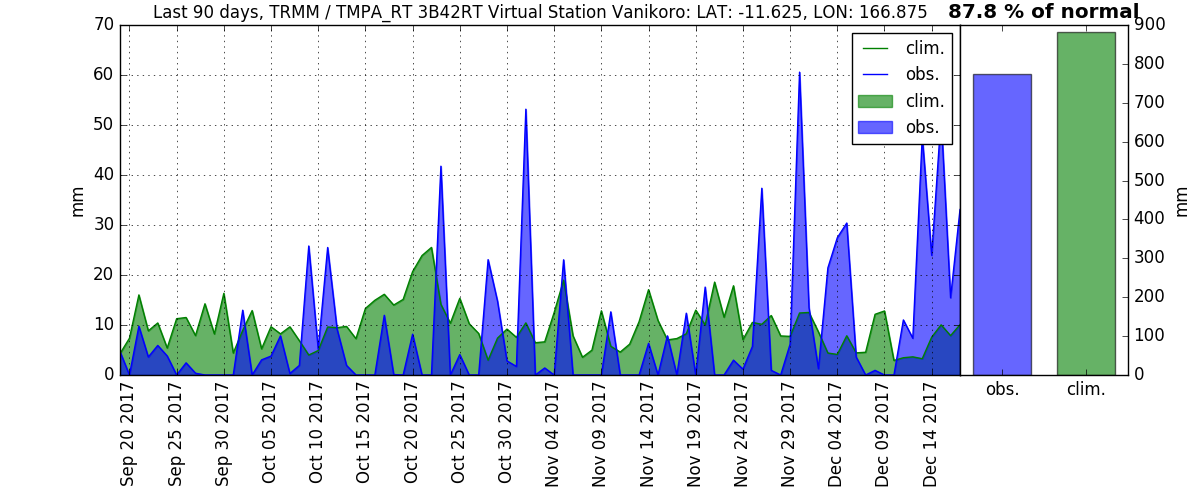 Last 90 days, TRMM / TMPA_RT 3B42RT Virtual Station Vanikoro: LAT: -11.625, LON: 166.875
87.8 % of normal
70
60
50
40
30
20
10
0
mm
clim.
obs.
clim.
obs.
900
800
700
600
500
400
300
200
100
0
mm
obs.
clim.
Sep 20 2017
Sep 25 2017
Sep 30 2017
Oct 05 2017
Oct 10 2017
Oct 15 2017
Oct 20 2017
Oct 25 2017
Oct 30 2017
Nov 04 2017
Nov 09 2017
Nov 14 2017
Nov 19 2017
Nov 24 2017
Nov 29 2017
Dec 04 2017
Dec 09 2017
Dec 14 2017